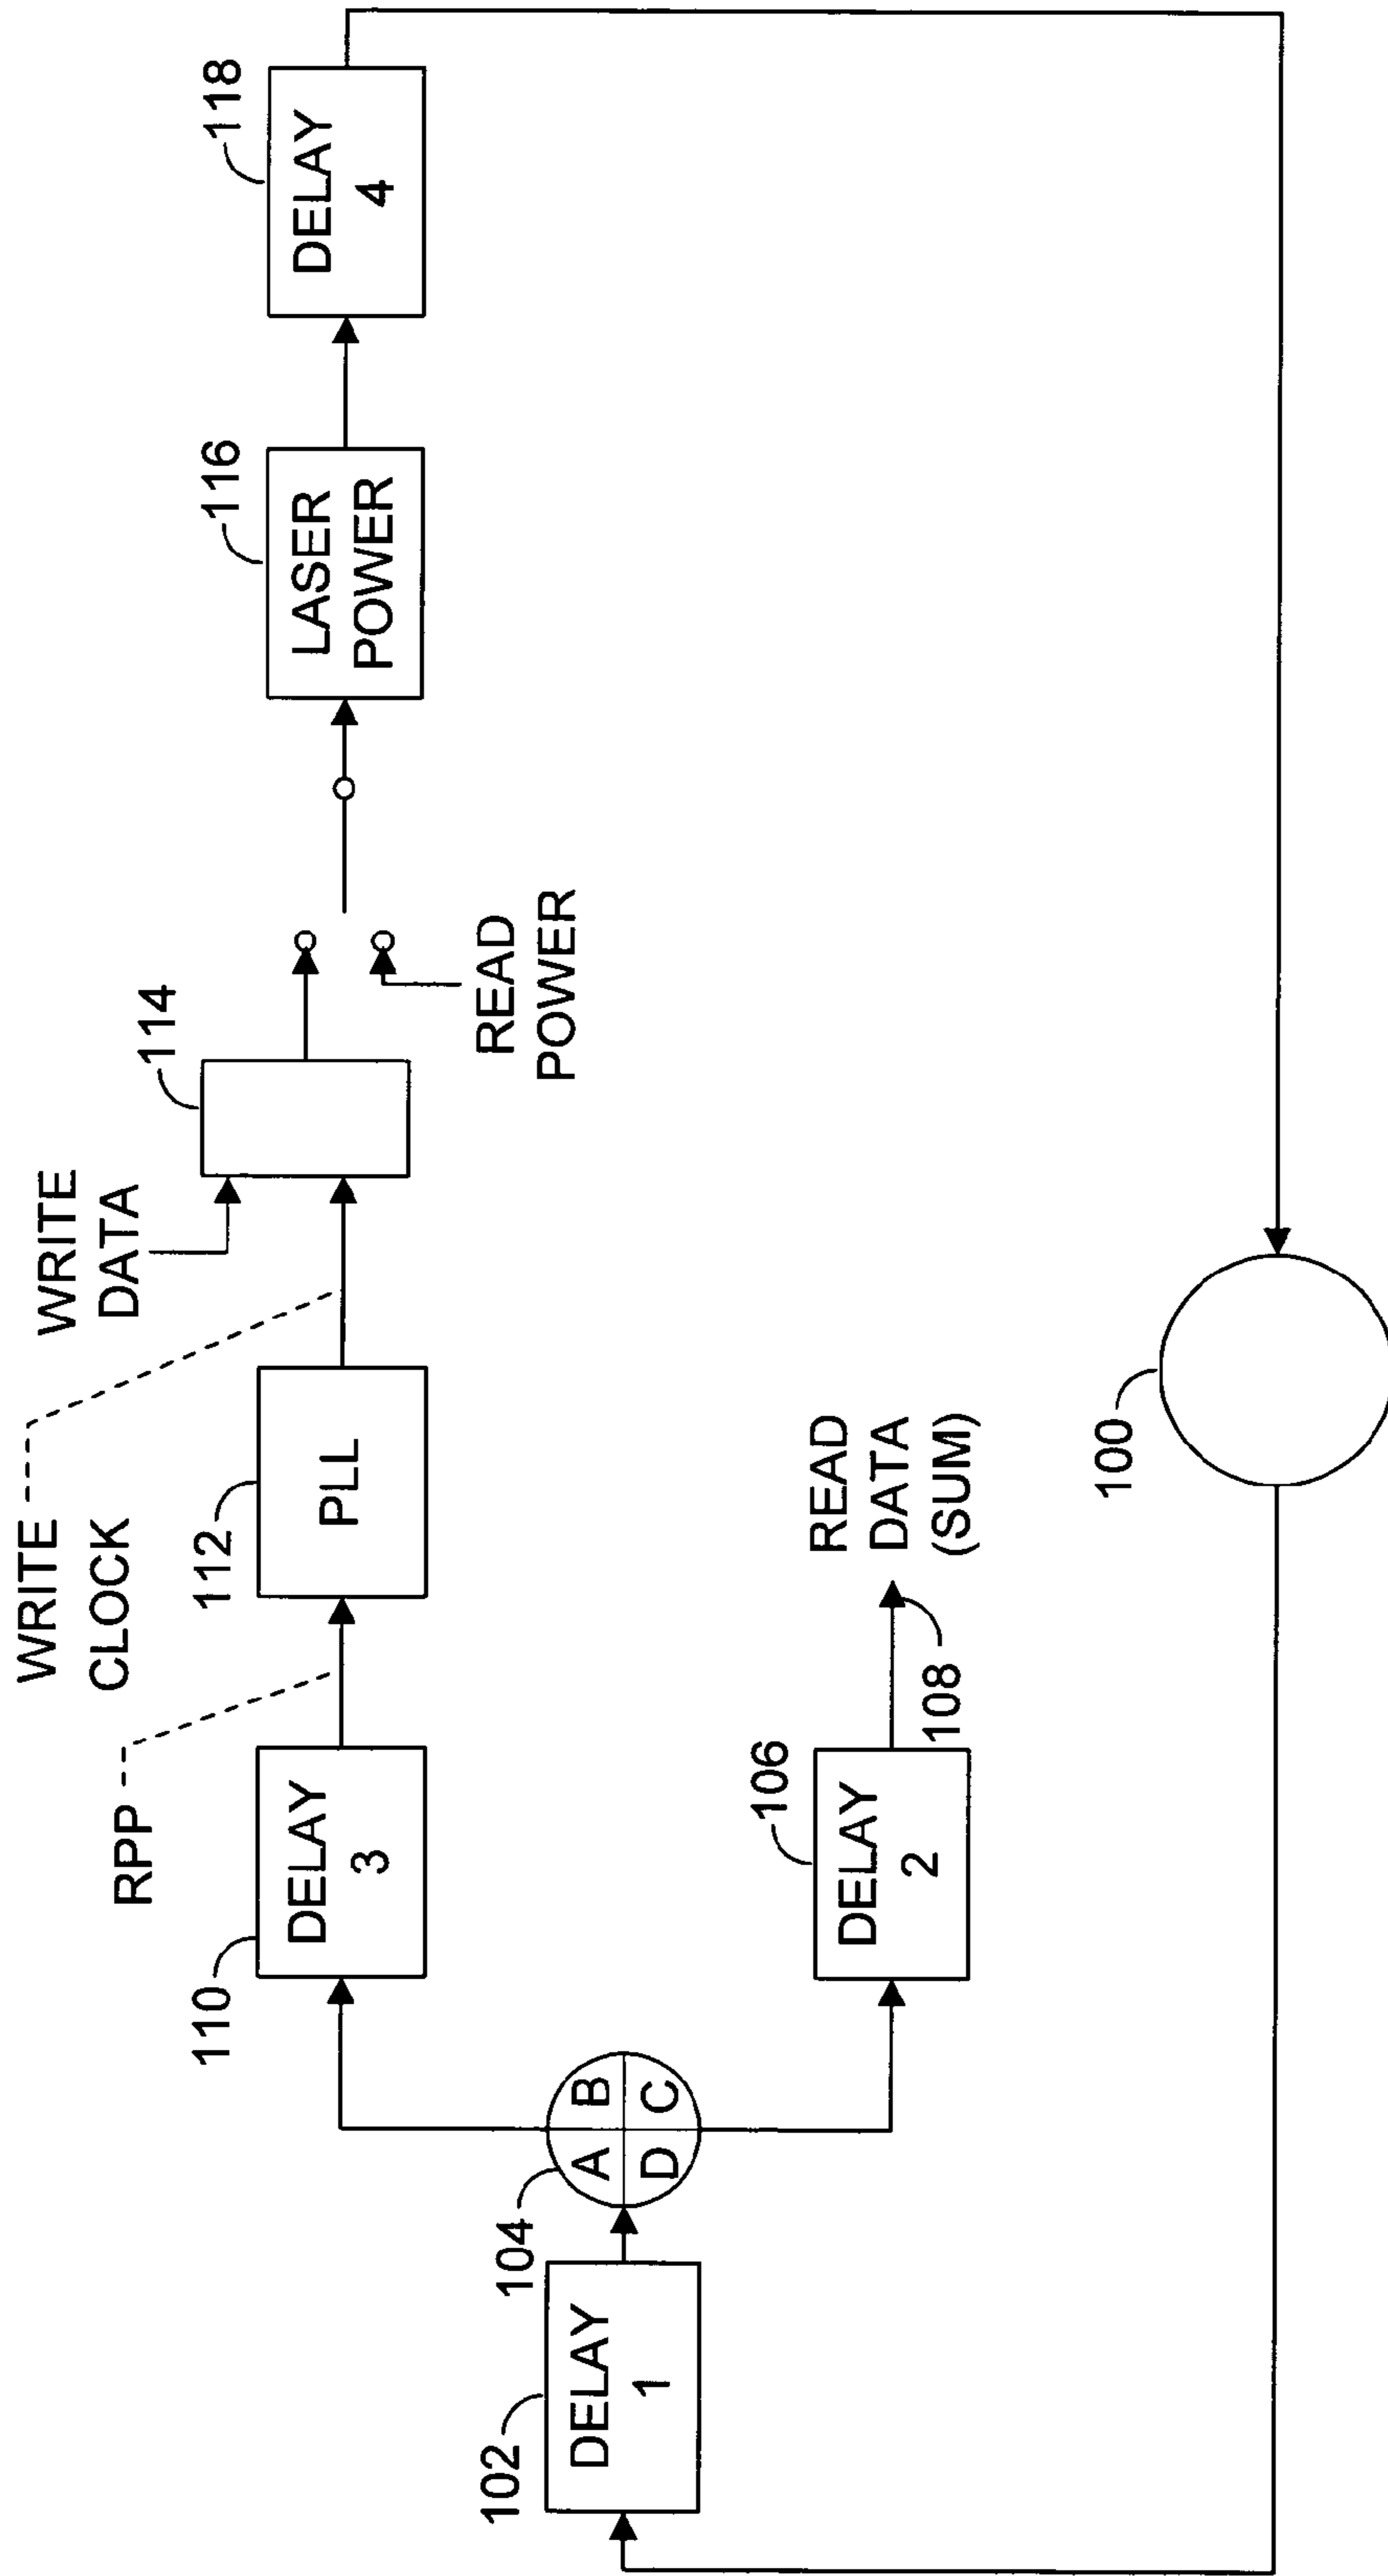 WRITE
CLOCK
WRITE
DATA
RPP
110
DELAY
3
112
PLL
114
116
LASER
POWER
118
DELAY
4
READ
POWER
102
DELAY
1
104
A B
D C
106
DELAY
2
108
READ
DATA
(SUM)
100